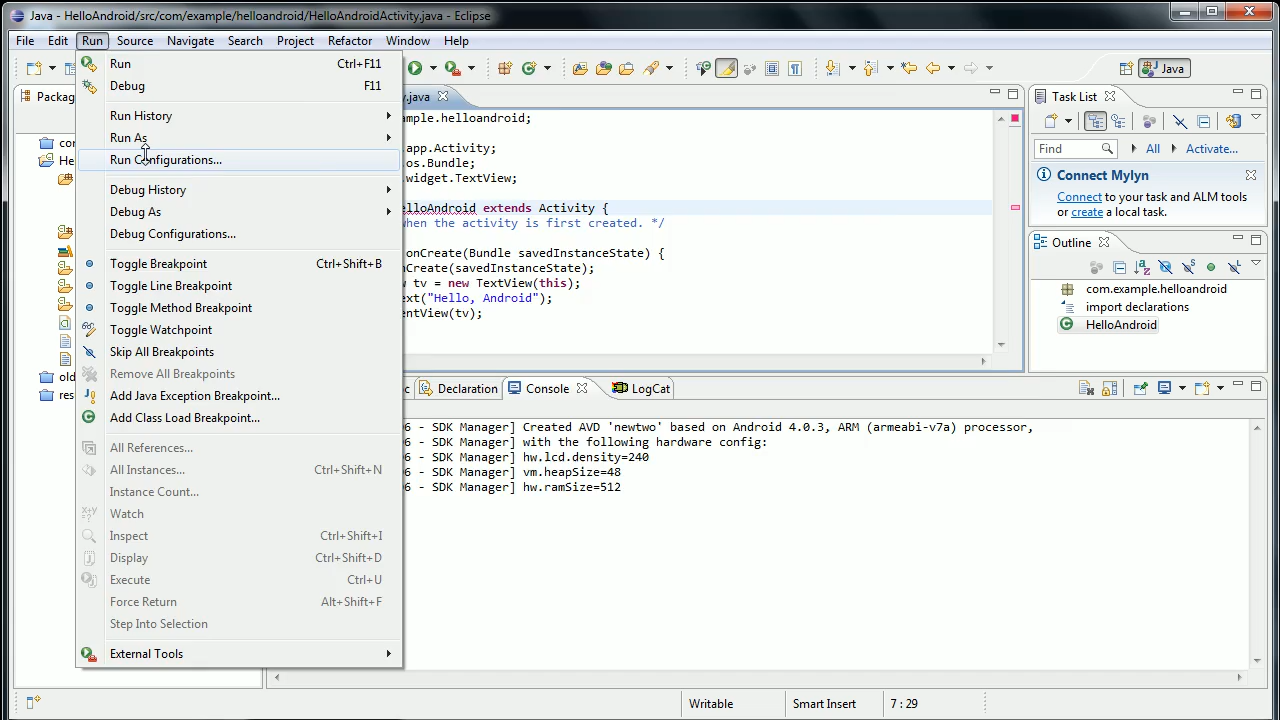 Java - HelloAndroid/src/com/example/helloandroid/HelloAndroidActivity.java - Eclipse
File Edit Run Source Navigate Search Project Refactor Window Help
Java
Run Ctrl+F11
Debug F11
Run History
Run As
Run Configurations...
Debug History
Debug As
Debug Configurations...
Toggle Breakpoint Ctrl+Shift+B
Toggle Line Breakpoint
Toggle Method Breakpoint
Toggle Watchpoint
Skip All Breakpoints
Remove All Breakpoints
Add Java Exception Breakpoint...
Add Class Load Breakpoint...
All References...
All Instances... Ctrl+Shift+N
Instance Count...
Watch
Inspect Ctrl+Shift+I
Display Ctrl+Shift+D
Execute Ctrl+U
Force Return Alt+Shift+F
Step Into Selection
External Tools
Packag
cor
He
old
res
y.java
ample.helloandroid;
app.Activity;
os.Bundle;
.widget.TextView;
elloAndroid extends Activity {
when the activity is first created. */
onCreate(Bundle savedInstanceState) {
nCreate(savedInstanceState);
w tv = new TextView(this);
ext("Hello, Android");
entView(tv);
Task List
Find All Activate...
Connect Mylyn
Connect to your task and ALM tools
or create a local task.
Outline
com.example.helloandroid
import declarations
HelloAndroid
c Declaration Console LogCat
6 - SDK Manager] Created AVD 'newtwo' based on Android 4.0.3, ARM (armeabi-v7a) processor,
6 - SDK Manager] with the following hardware config:
6 - SDK Manager] hw.lcd.density=240
6 - SDK Manager] vm.heapSize=48
6 - SDK Manager] hw.ramSize=512
Writable Smart Insert 7 : 29